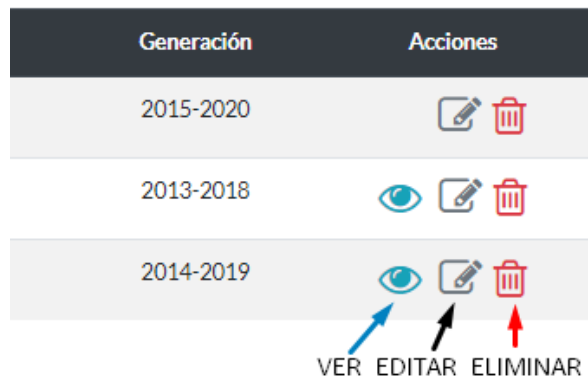 Generación Acciones
2015-2020
2013-2018
2014-2019
VER EDITAR ELIMINAR